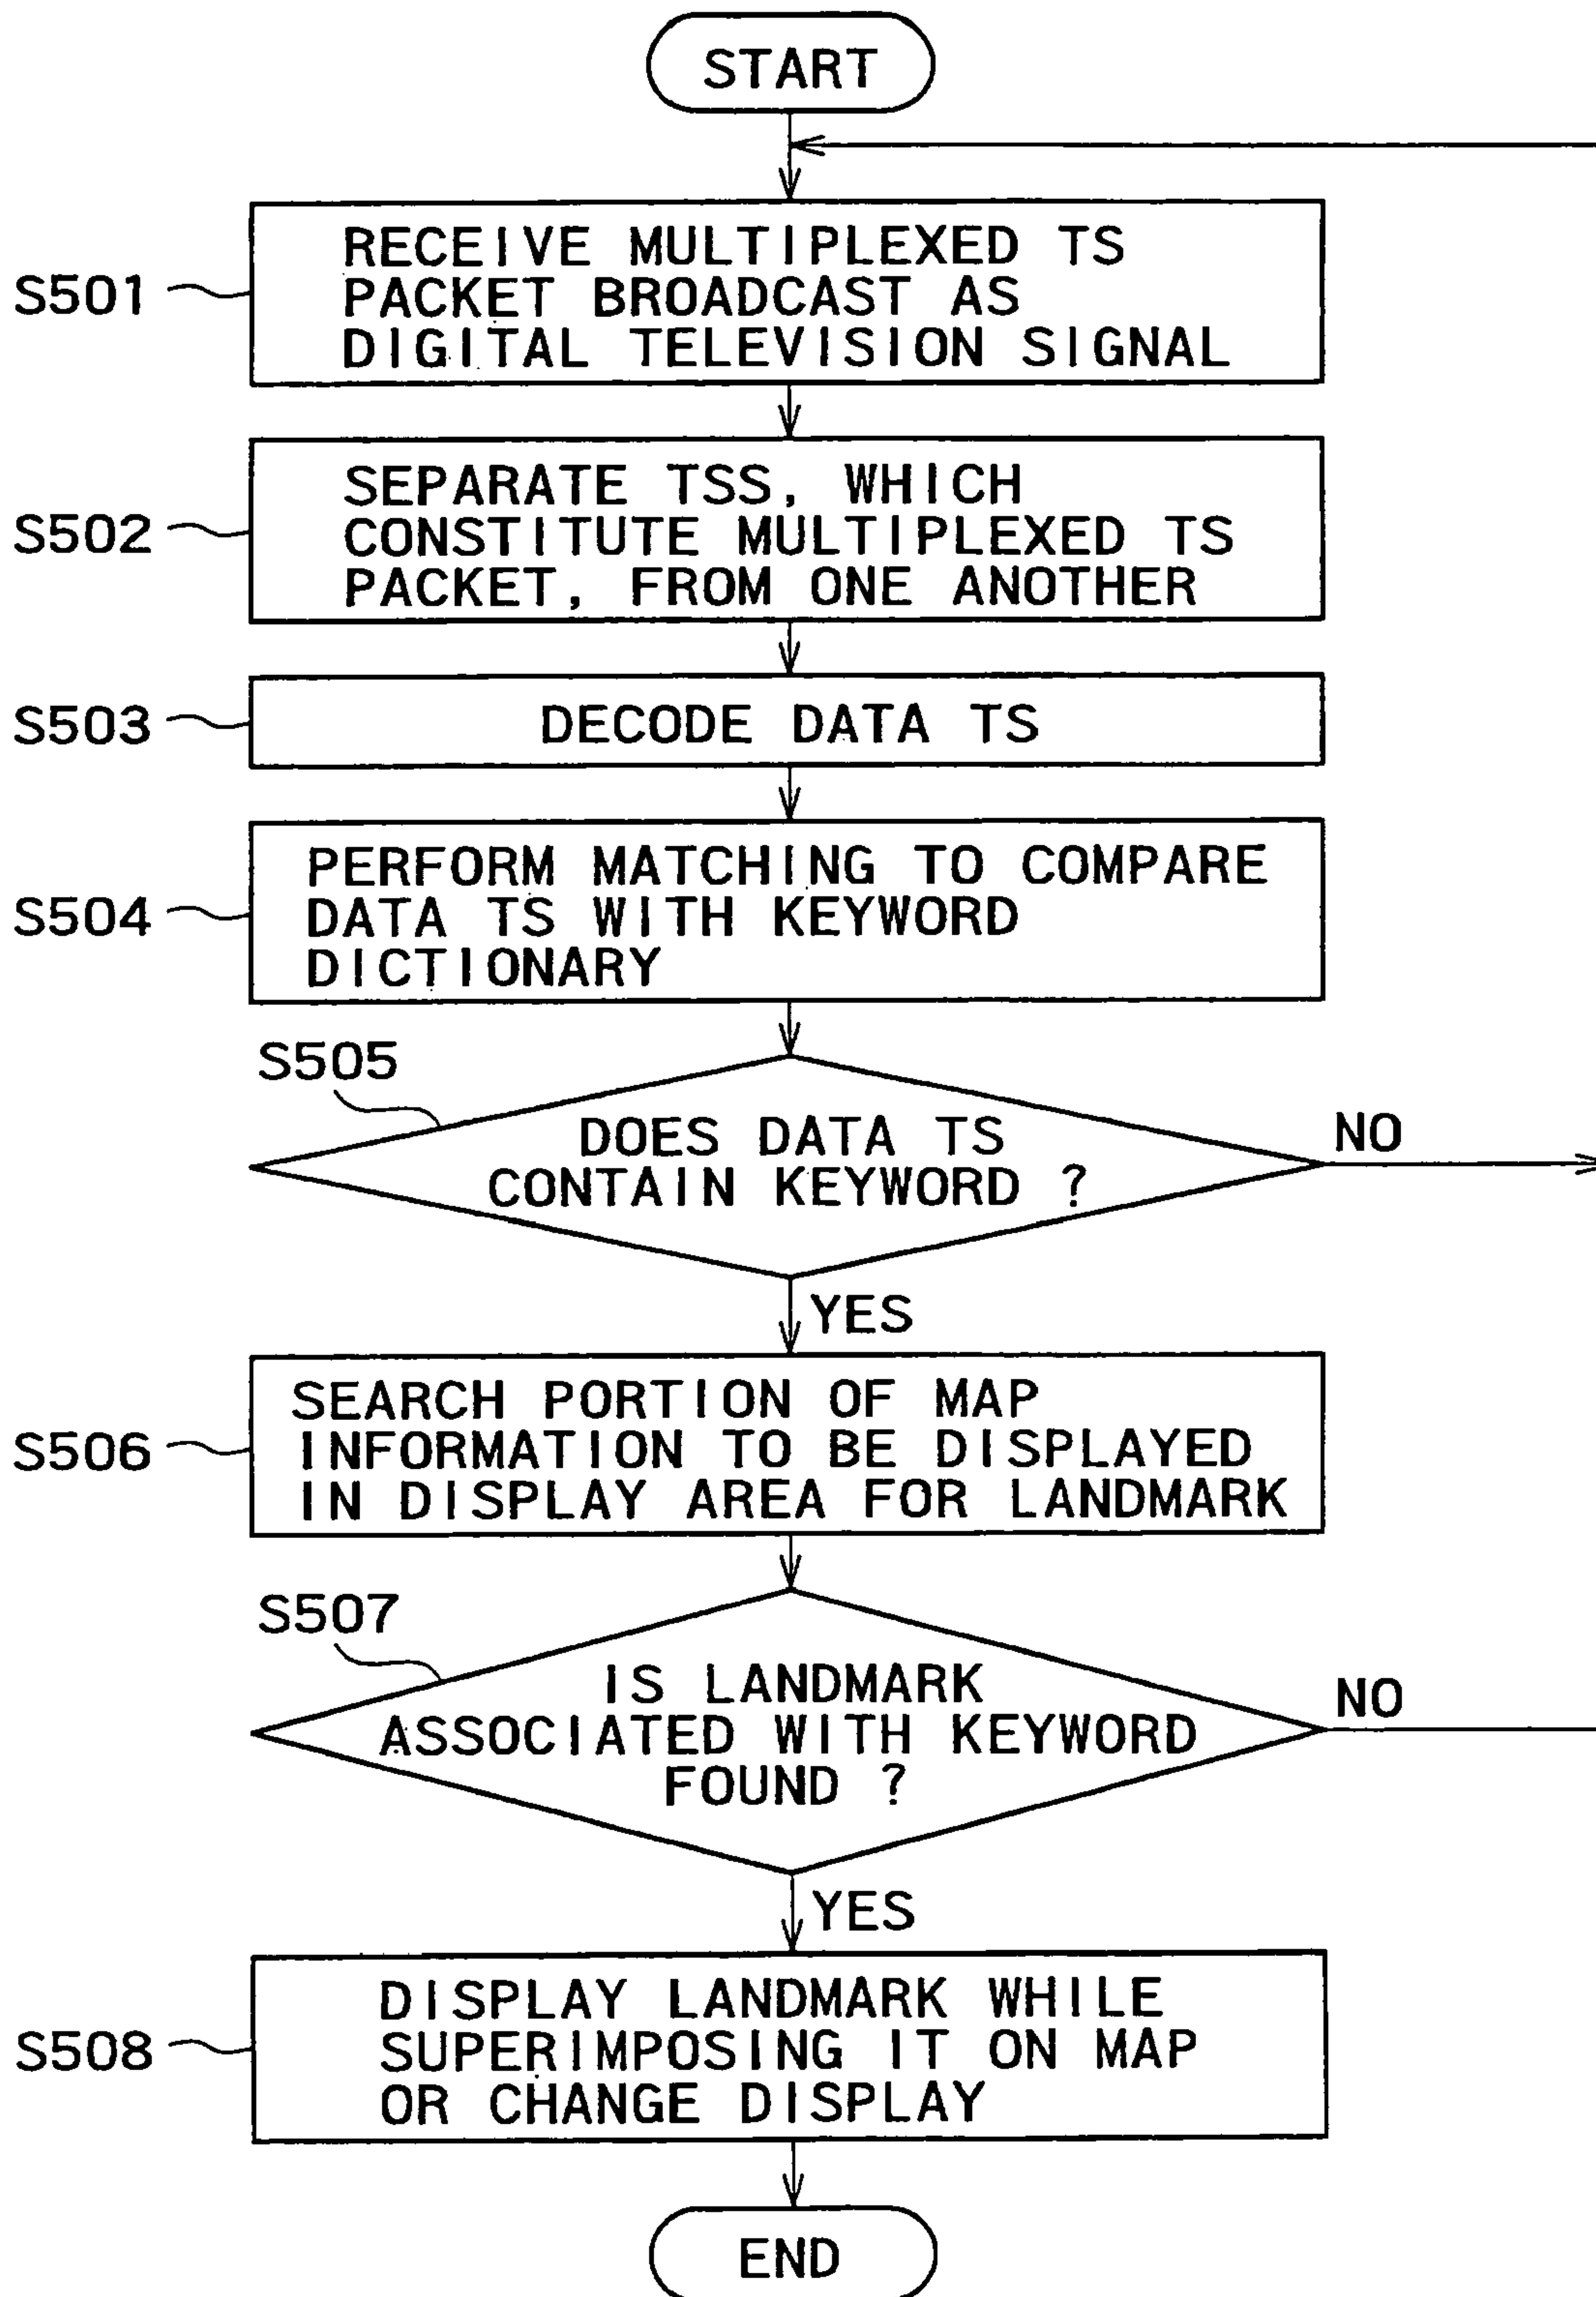 START
S501
RECEIVE MULTIPLEXED TS
PACKET BROADCAST AS
DIGITAL TELEVISION SIGNAL
S502
SEPARATE TSS, WHICH
CONSTITUTE MULTIPLEXED TS
PACKET, FROM ONE ANOTHER
S503
DECODE DATA TS
S504
PERFORM MATCHING TO COMPARE
DATA TS WITH KEYWORD
DICTIONARY
S505
DOES DATA TS
CONTAIN KEYWORD ?
NO
YES
S506
SEARCH PORTION OF MAP
INFORMATION TO BE DISPLAYED
IN DISPLAY AREA FOR LANDMARK
S507
IS LANDMARK
ASSOCIATED WITH KEYWORD
FOUND ?
NO
YES
S508
DISPLAY LANDMARK WHILE
SUPERIMPOSING IT ON MAP
OR CHANGE DISPLAY
END